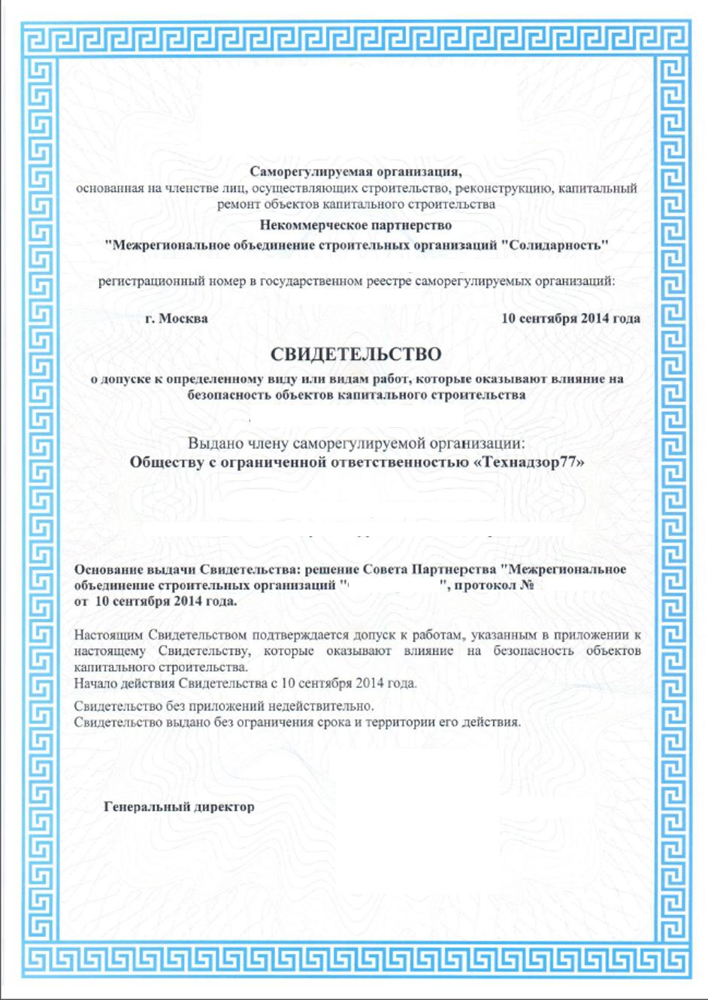 Саморегулируемая организация,
основанная на членстве лиц, осуществляющих строительство, реконструкцию, капитальный
ремонт объектов капитального строительства
Некоммерческое партнерство
"Межрегиональное объединение строительных организаций "Солидарность"
регистрационный номер в государственном реестре саморегулируемых организаций:
г. Москва 10 сентября 2014 года
СВИДЕТЕЛЬСТВО
о допуске к определенному виду или видам работ, которые оказывают влияние на
безопасность объектов капитального строительства
Выдано члену саморегулируемой организации:
Обществу с ограниченной ответственностью «Технадзор77»
Основание выдачи Свидетельства: решение Совета Партнерства "Межрегиональное
объединение строительных организаций " ", протокол №
от 10 сентября 2014 года.
Настоящим Свидетельством подтверждается допуск к работам, указанным в приложении к
настоящему Свидетельству, которые оказывают влияние на безопасность объектов
капитального строительства.
Начало действия Свидетельства с 10 сентября 2014 года.
Свидетельство без приложений недействительно.
Свидетельство выдано без ограничения срока и территории его действия.
Генеральный директор